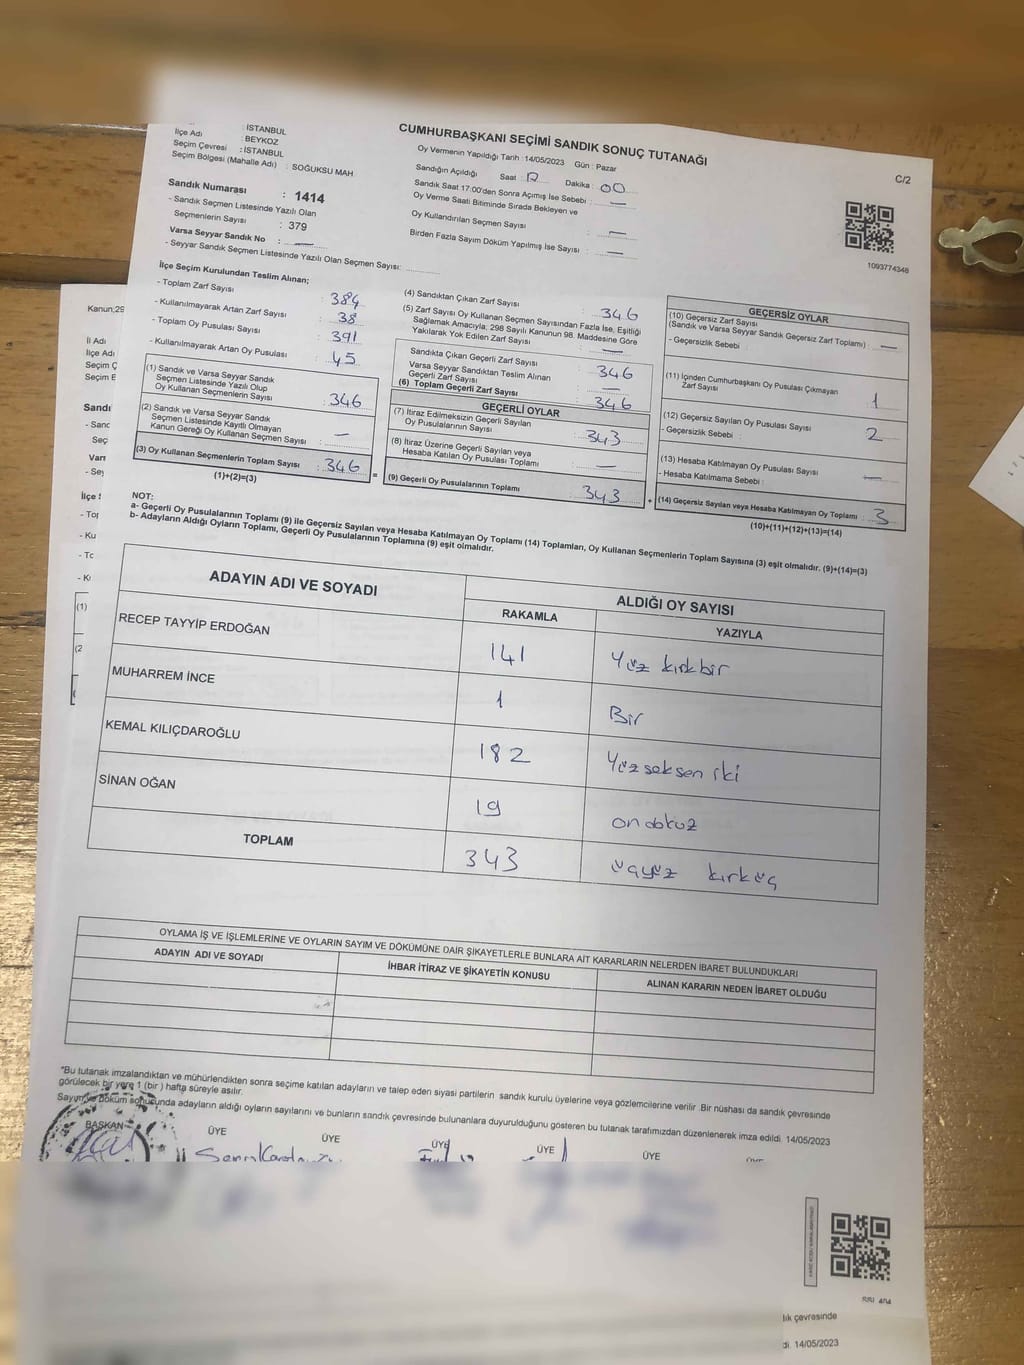 CUMHURBAŞKANI SEÇİMİ SANDIK SONUÇ TUTANAĞI
C/2
: İSTANBUL
İlçe Adı : BEYKOZ
Seçim Çevresi : İSTANBUL
Seçim Bölgesi (Mahalle Adı) : SOĞUKSU MAH
Sandık Numarası : 1414
- Sandık Seçmen Listesinde Yazılı Olan
Seçmenlerin Sayısı : 379
Varsa Seyyar Sandık No : —
- Seyyar Sandık Seçmen Listesinde Yazılı Olan Seçmen Sayısı:
Oy Vermenin Yapıldığı Tarih : 14/05/2023 Gün : Pazar
Sandığın Açıldığı Saat : 17 Dakika : 00
Sandık Saat 17:00'den Sonra Açımış İse Sebebi : —
Oy Verme Saati Bitiminde Sırada Bekleyen ve
Oy Kullandırılan Seçmen Sayısı : —
Birden Fazla Sayım Döküm Yapılmış İse Sayısı : —
1093774348
İlçe Seçim Kurulundan Teslim Alınan;
- Toplam Zarf Sayısı : 384
- Kullanılmayarak Artan Zarf Sayısı : 38
- Toplam Oy Pusulası Sayısı : 391
- Kullanılmayarak Artan Oy Pusulası : 45
(1) Sandık ve Varsa Seyyar Sandık
Seçmen Listesinde Yazılı Olup
Oy Kullanan Seçmenlerin Sayısı : 346
(2) Sandık ve Varsa Seyyar Sandık
Seçmen Listesinde Kayıtlı Olmayan
Kanun Gereği Oy Kullanan Seçmen Sayısı : —
(3) Oy Kullanan Seçmenlerin Toplam Sayısı : 346
(1)+(2)=(3)
=
(4) Sandıktan Çıkan Zarf Sayısı : 346
(5) Zarf Sayısı Oy Kullanan Seçmen Sayısından Fazla İse, Eşitliği
Sağlamak Amacıyla; 298 Sayılı Kanunun 98. Maddesine Göre
Yakılarak Yok Edilen Zarf Sayısı : —
Sandıkta Çıkan Geçerli Zarf Sayısı : 346
Varsa Seyyar Sandıktan Teslim Alınan
Geçerli Zarf Sayısı : —
(6) Toplam Geçerli Zarf Sayısı : 346
GEÇERLİ OYLAR
(7) İtiraz Edilmeksizin Geçerli Sayılan
Oy Pusulalarının Sayısı : 343
(8) İtiraz Üzerine Geçerli Sayılan veya
Hesaba Katılan Oy Pusulası Toplamı : —
(9) Geçerli Oy Pusulalarının Toplamı : 343
+
GEÇERSİZ OYLAR
(10) Geçersiz Zarf Sayısı
(Sandık ve Varsa Seyyar Sandık Geçersiz Zarf Toplamı) : —
- Geçersizlik Sebebi :
(11) İçinden Cumhurbaşkanı Oy Pusulası Çıkmayan
Zarf Sayısı : 1
(12) Geçersiz Sayılan Oy Pusulası Sayısı : 2
- Geçersizlik Sebebi :
(13) Hesaba Katılmayan Oy Pusulası Sayısı : —
- Hesaba Katılmama Sebebi :
(14) Geçersiz Sayılan veya Hesaba Katılmayan Oy Toplamı : 3
(10)+(11)+(12)+(13)=(14)
NOT:
a- Geçerli Oy Pusulalarının Toplamı (9) ile Geçersiz Sayılan veya Hesaba Katılmayan Oy Toplamı (14) Toplamları, Oy Kullanan Seçmenlerin Toplam Sayısına (3) eşit olmalıdır. (9)+(14)=(3)
b- Adayların Aldığı Oyların Toplamı, Geçerli Oy Pusulalarının Toplamına (9) eşit olmalıdır.
ADAYIN ADI VE SOYADI ALDIĞI OY SAYISI
RAKAMLA YAZIYLA
RECEP TAYYİP ERDOĞAN 141 Yüz kırkbir
MUHARREM İNCE 1 Bir
KEMAL KILIÇDAROĞLU 182 Yüzseksen iki
SİNAN OĞAN 19 on dokuz
TOPLAM 343 üçyüz kırküç
OYLAMA İŞ VE İŞLEMLERİNE VE OYLARIN SAYIM VE DÖKÜMÜNE DAİR ŞİKAYETLERLE BUNLARA AİT KARARLARIN NELERDEN İBARET BULUNDUKLARI
ADAYIN ADI VE SOYADI İHBAR İTİRAZ VE ŞİKAYETİN KONUSU ALINAN KARARIN NEDEN İBARET OLDUĞU
"Bu tutanak imzalandıktan ve mühürlendikten sonra seçime katılan adayların ve talep eden siyasi partilerin sandık kurulu üyelerine veya gözlemcilerine verilir. Bir nüshası da sandık çevresinde
görülecek bir yere 1 (bir ) hafta süreyle asılır.
Sayım ve döküm sonucunda adayların aldığı oyların sayılarını ve bunların sandık çevresinde bulunanlara duyurulduğunu gösteren bu tutanak tarafımızdan düzenlenerek imza edildi. 14/05/2023
BAŞKAN ÜYE ÜYE ÜYE ÜYE ÜYE
Kanun;29
İl Adı
İlçe Adı
Seçim Ç
Sandı
lık çevresinde
di. 14/05/2023